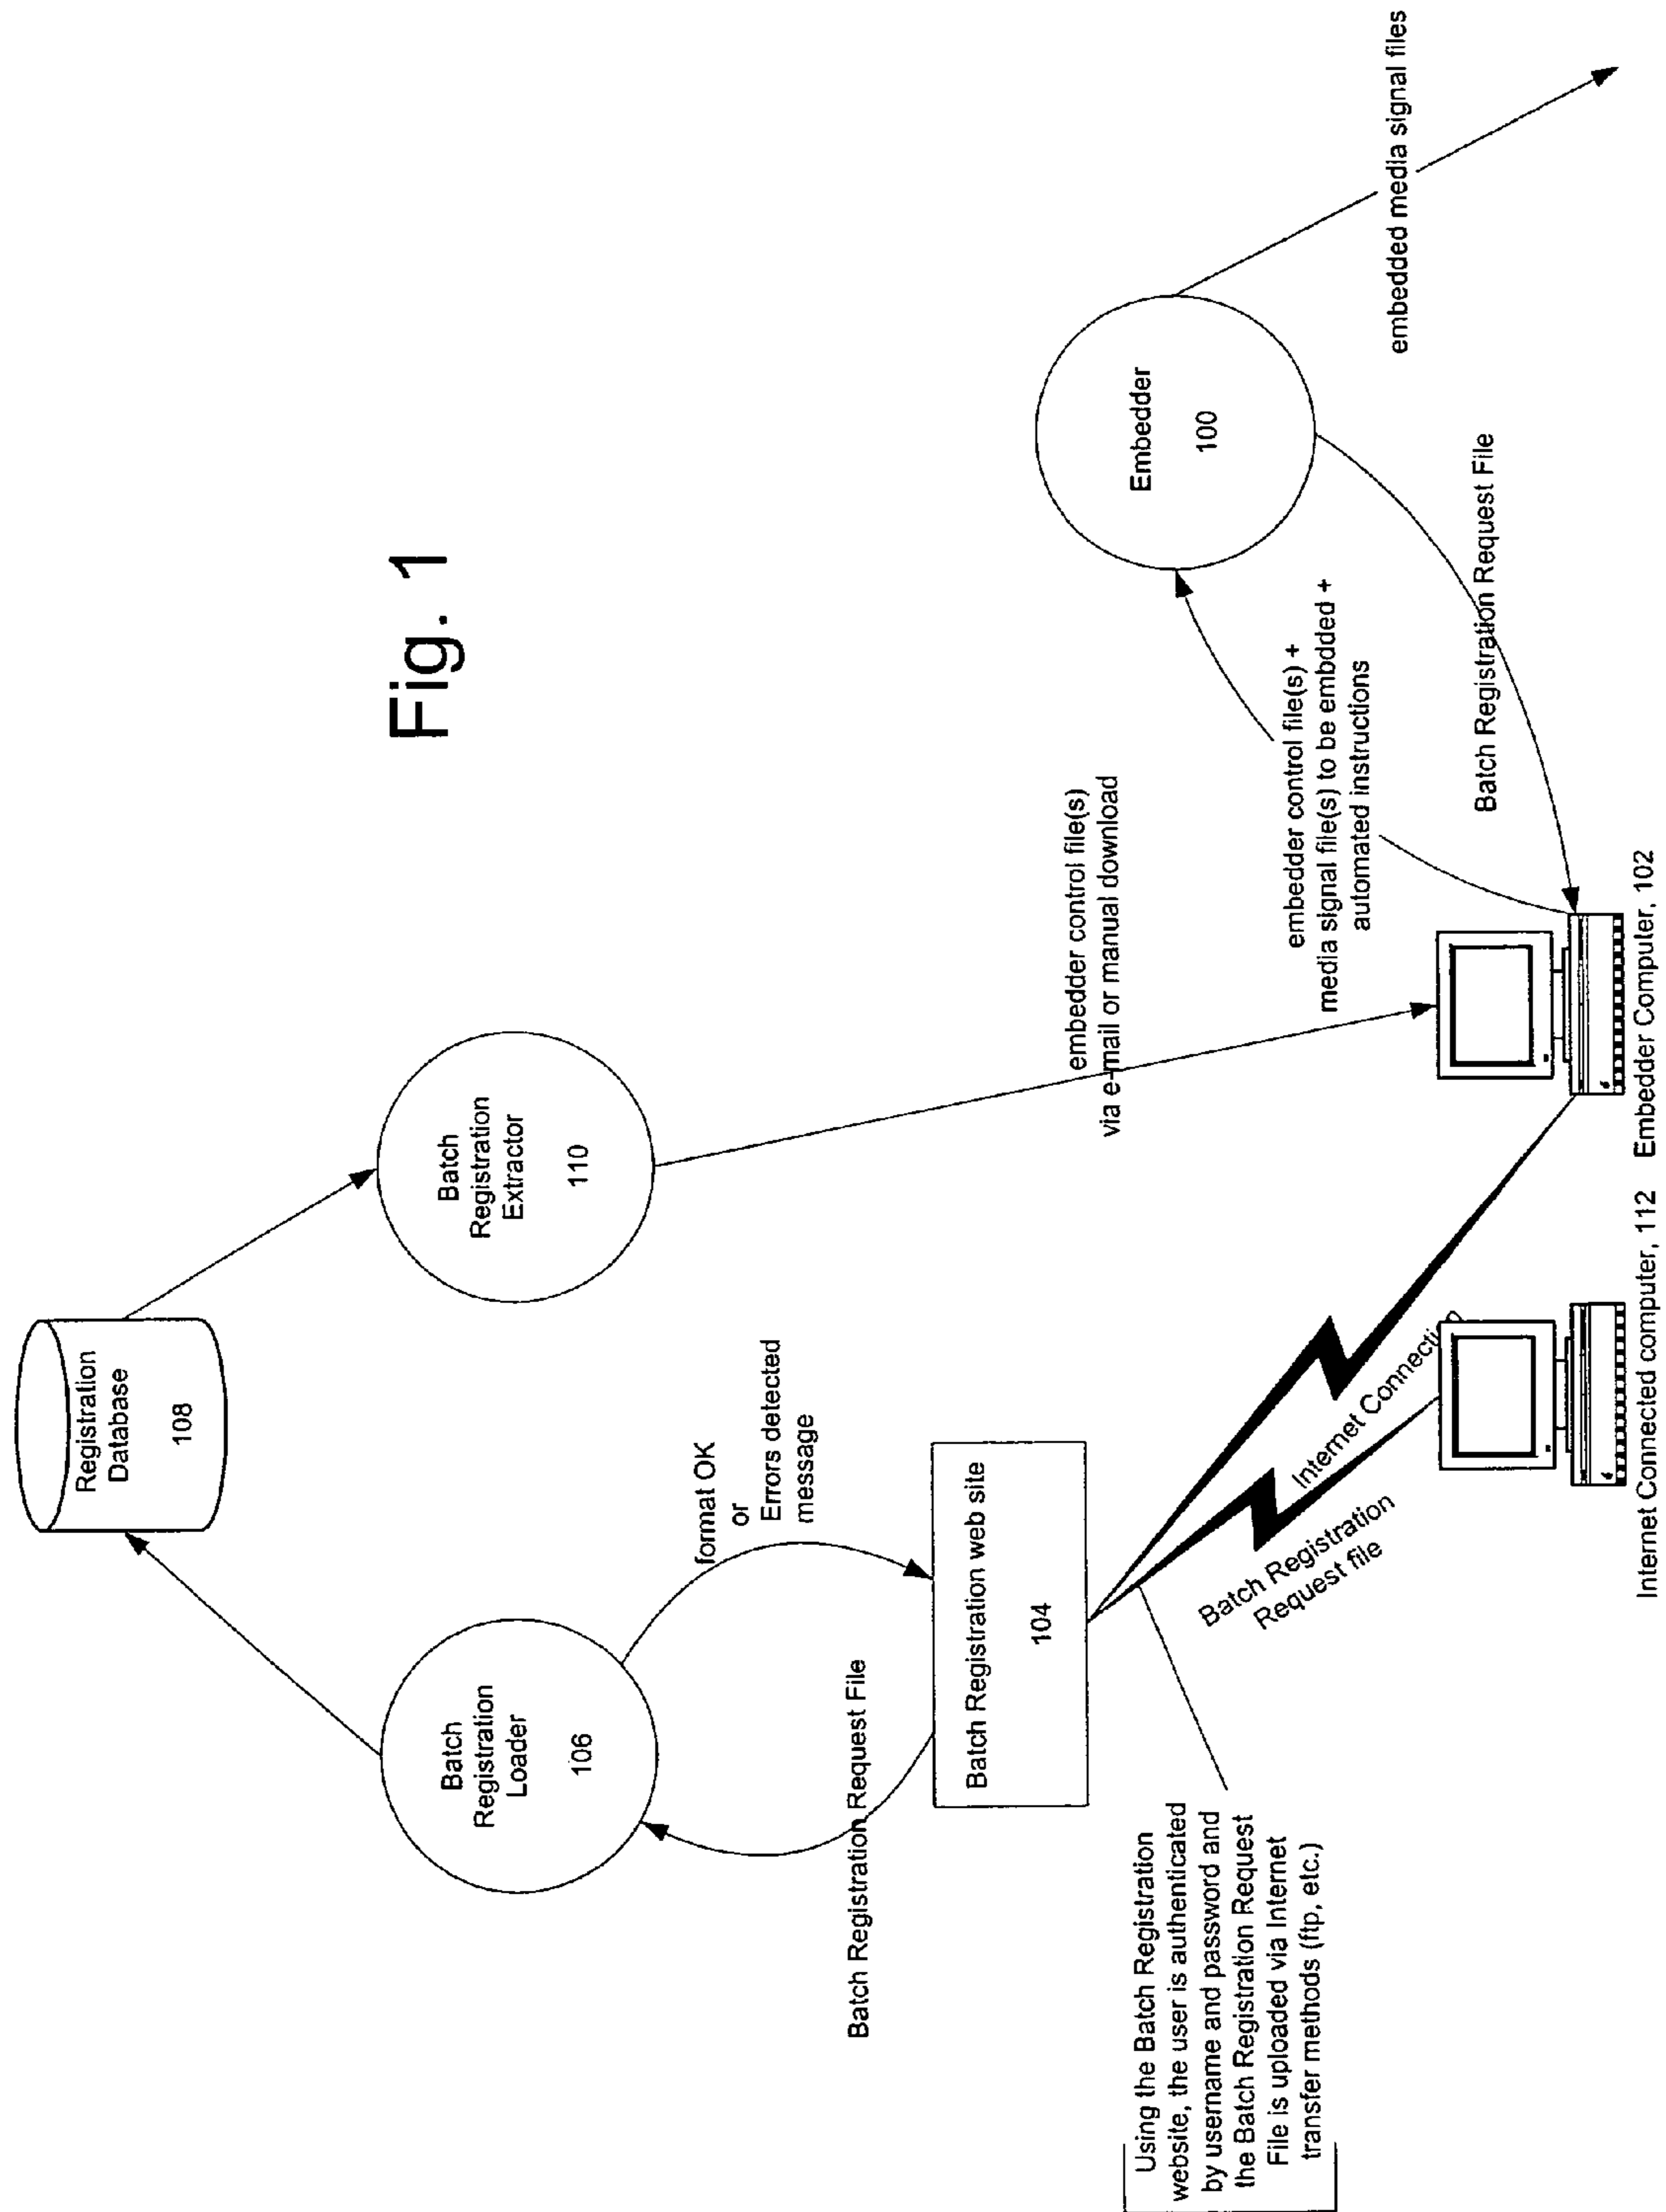 Fig. 1
Registration
Database
108
Batch
Registration
Loader
106
Batch
Registration
Extractor
110
format OK
or
Errors detected
message
Batch Registration Request File
Batch Registration web site
104
embedder control file(s)
via e-mail or manual download
Embedder
100
embedder control file(s) +
media signal file(s) to be embdded +
automated instructions
Batch Registration Request File
embedded media signal files
Using the Batch Registration
website, the user is authenticated
by username and password and
the Batch Registration Request
File is uploaded via Internet
transfer methods (ftp, etc.)
Batch Registration
Request file
Internet Connection
Internet Connected computer, 112
Embedder Computer, 102